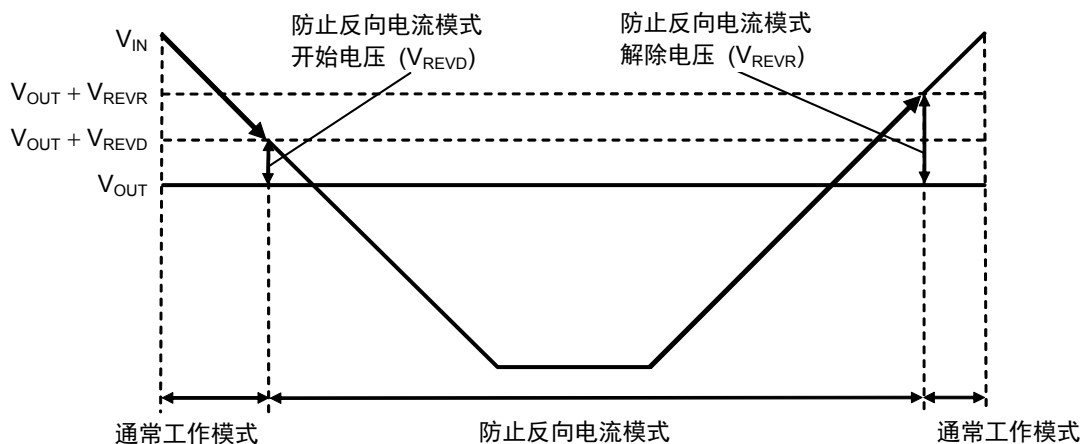 防止反向电流模式
开始电压 (VREVD)
防止反向电流模式
解除电压 (VREVR)
VIN
VOUT + VREVR
VOUT + VREVD
VOUT
通常工作模式
防止反向电流模式
通常工作模式